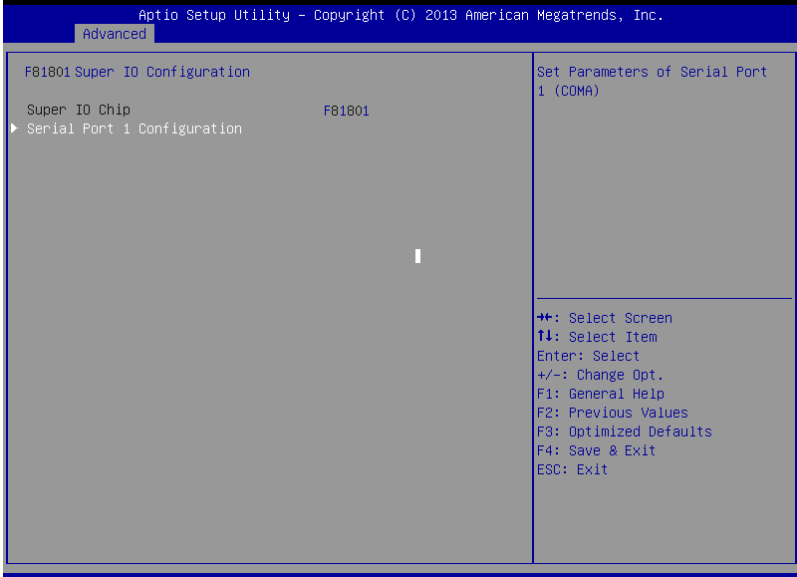 Aptio Setup Utility – Copyright (C) 2013 American Megatrends, Inc.
Advanced
F81801 Super IO Configuration
Super IO Chip F81801
Serial Port 1 Configuration
Set Parameters of Serial Port
1 (COMA)
→←: Select Screen
↑↓: Select Item
Enter: Select
+/-: Change Opt.
F1: General Help
F2: Previous Values
F3: Optimized Defaults
F4: Save & Exit
ESC: Exit